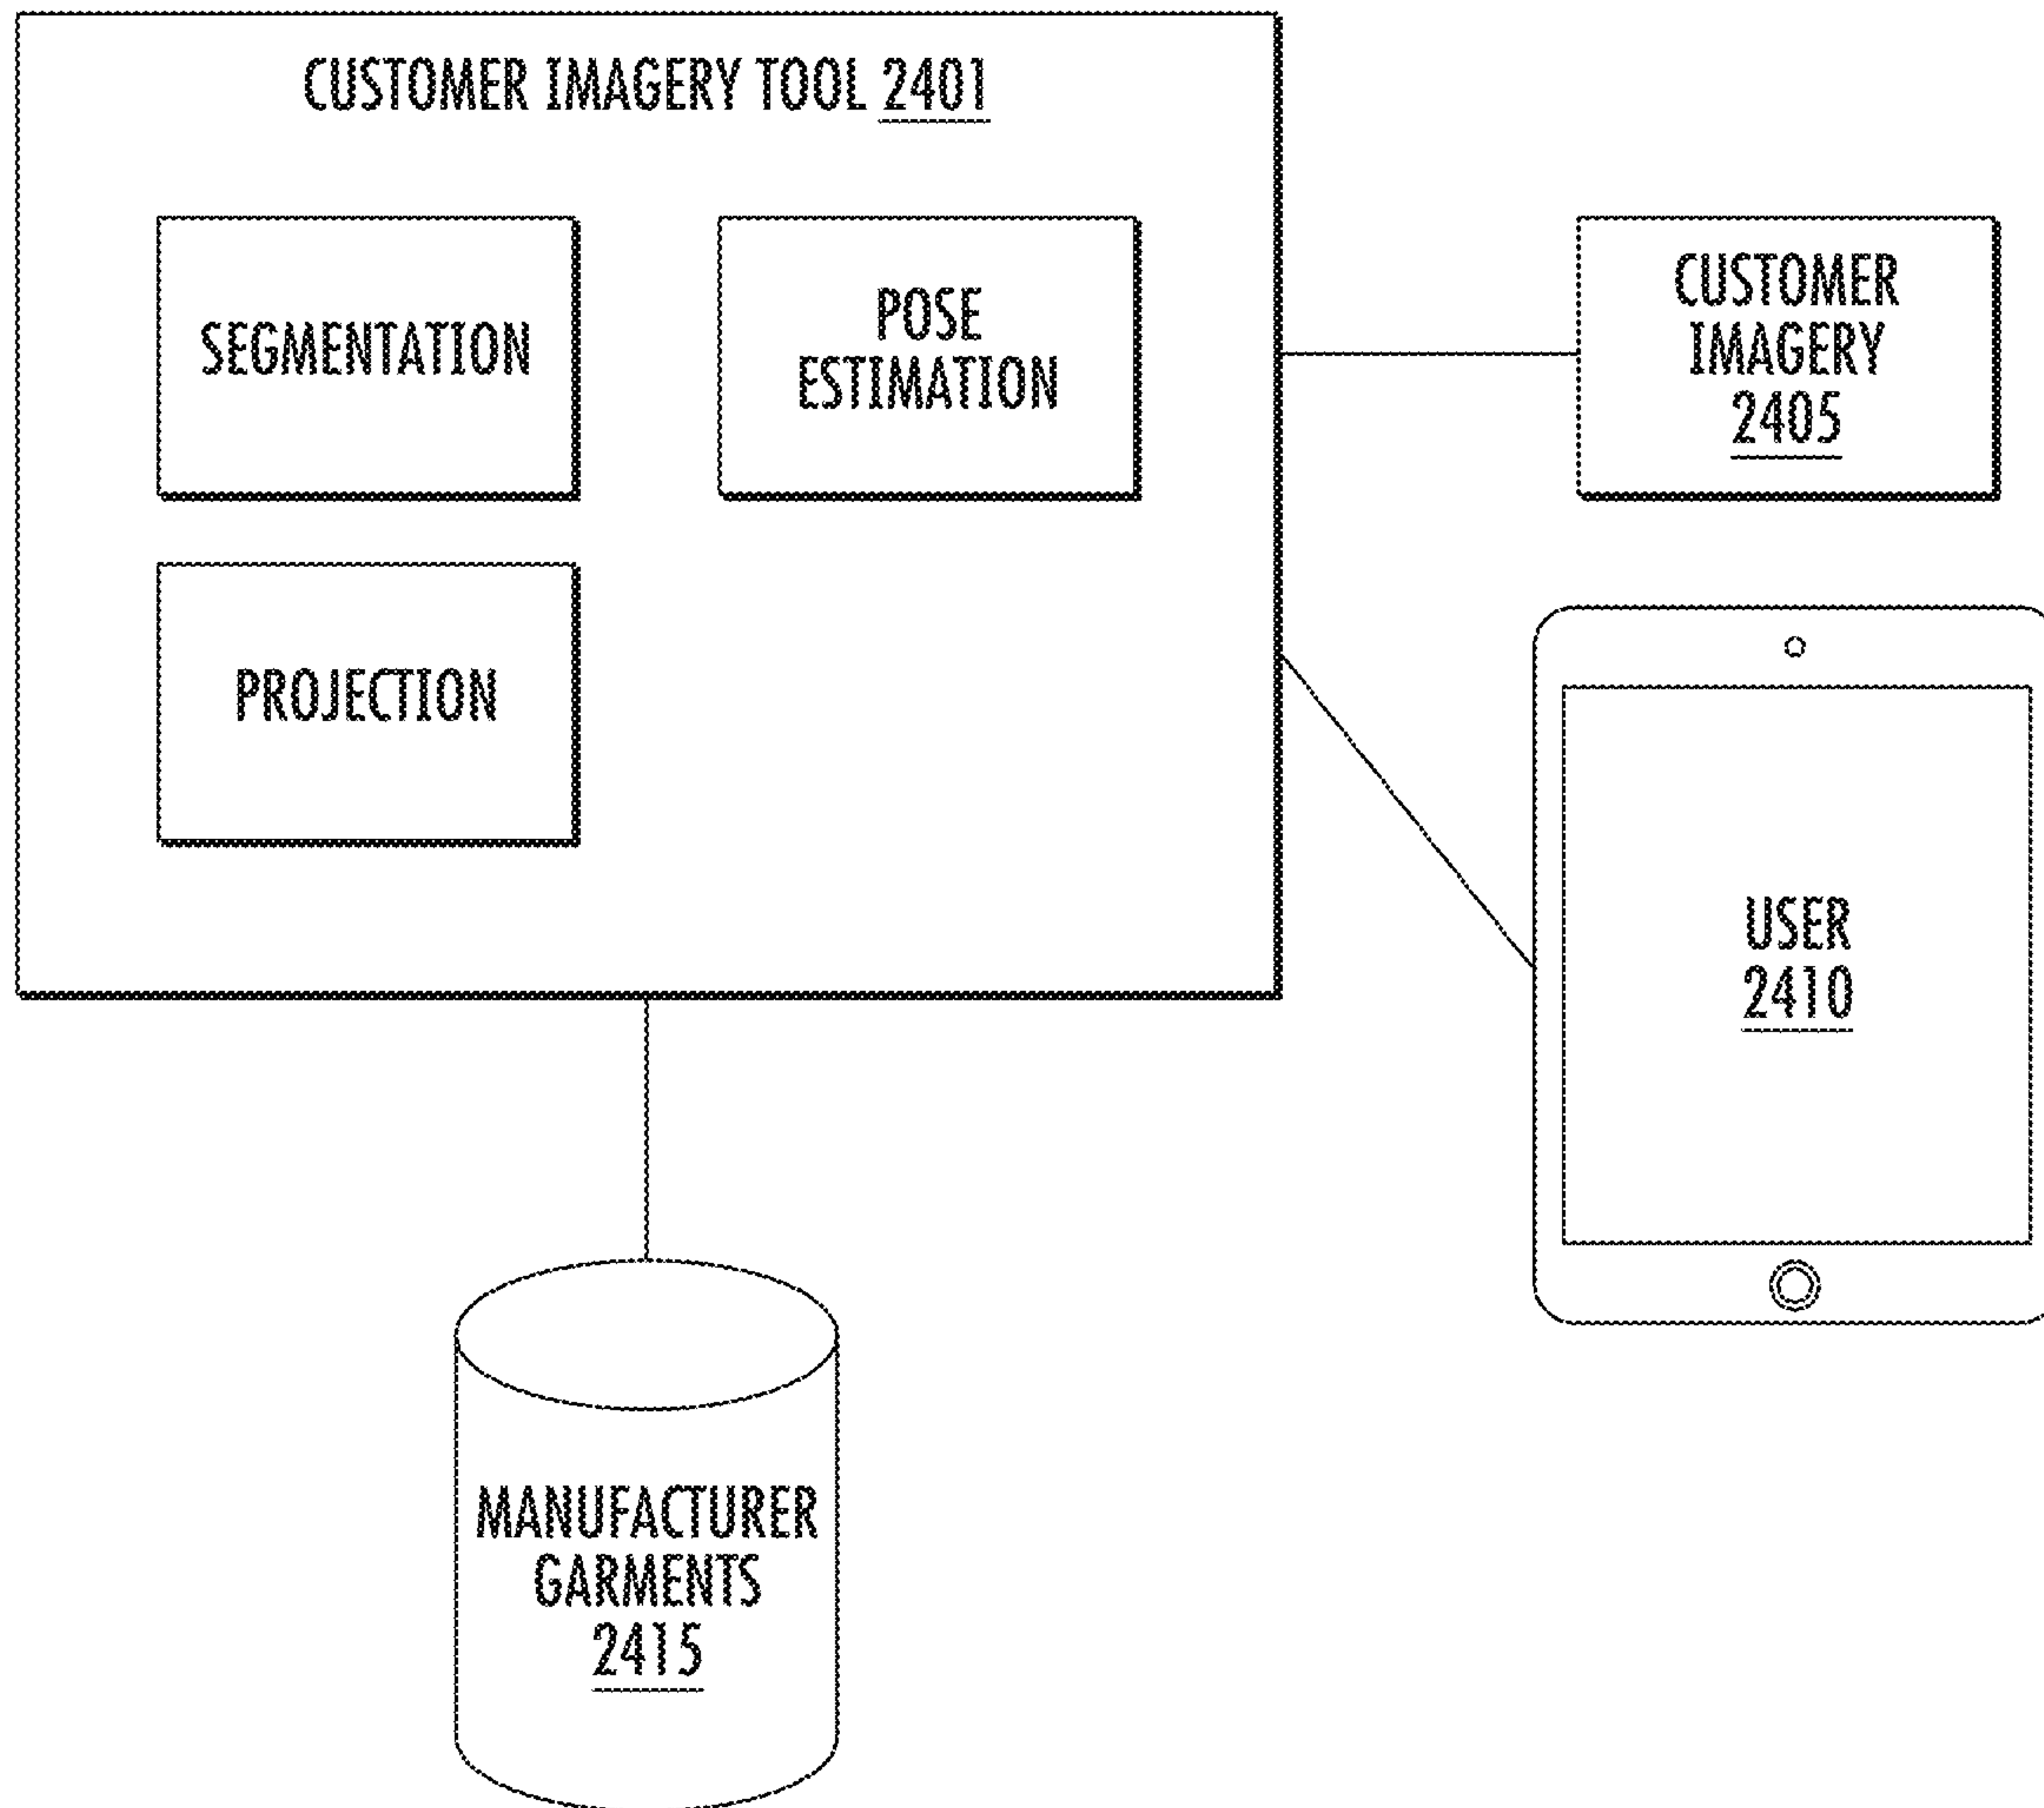 CUSTOMER IMAGERY TOOL 2401
SEGMENTATION
POSE
ESTIMATION
CUSTOMER
IMAGERY
2405
PROJECTION
USER
2410
MANUFACTURER
GARMENTS
2415